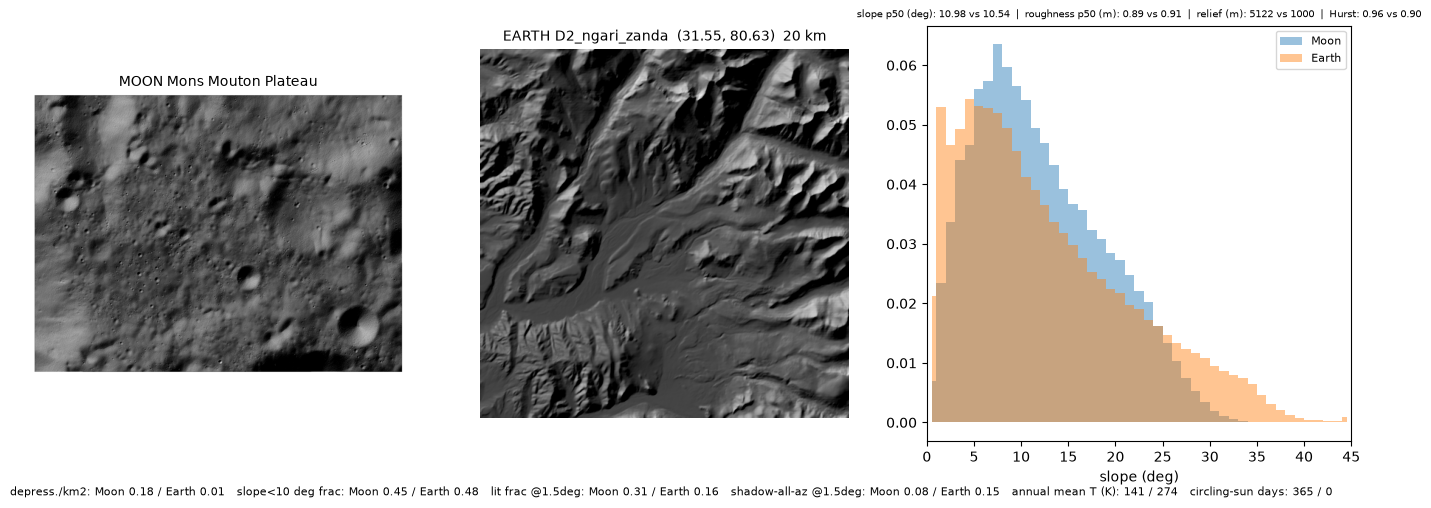 slope p50 (deg): 10.98 vs 10.54 | roughness p50 (m): 0.89 vs 0.91 | relief (m): 5122 vs 1000 | Hurst: 0.96 vs 0.90
MOON Mons Mouton Plateau
EARTH D2_ngari_zanda (31.55, 80.63) 20 km
Moon
Earth
0.06
0.05
0.04
0.03
0.02
0.01
0.00
0 5 10 15 20 25 30 35 40 45
slope (deg)
depress./km2: Moon 0.18 / Earth 0.01 slope<10 deg frac: Moon 0.45 / Earth 0.48 lit frac @1.5deg: Moon 0.31 / Earth 0.16 shadow-all-az @1.5deg: Moon 0.08 / Earth 0.15 annual mean T (K): 141 / 274 circling-sun days: 365 / 0